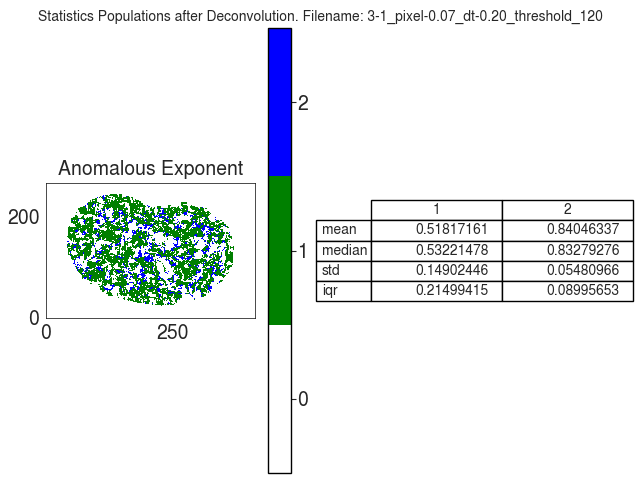 Statistics Populations after Deconvolution. Filename: 3-1_pixel-0.07_dt-0.20_threshold_120
Anomalous Exponent
200
0
0 250
2
1
0
1 2
mean 0.51817161 0.84046337
median 0.53221478 0.83279276
std 0.14902446 0.05480966
iqr 0.21499415 0.08995653